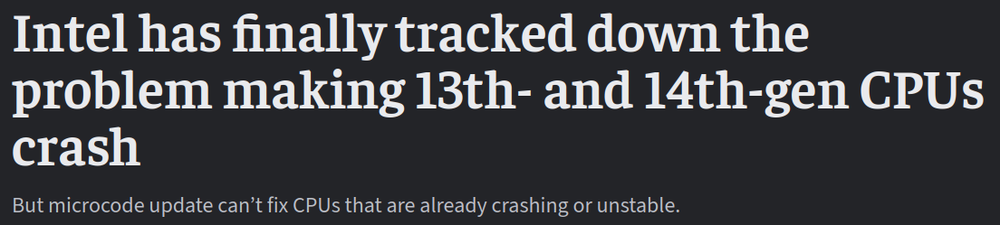 Intel has finally tracked down the
problem making 13th- and 14th-gen CPUs
crash
But microcode update can’t fix CPUs that are already crashing or unstable.